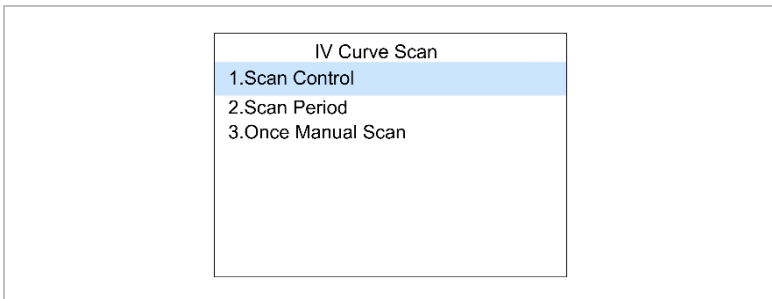 IV Curve Scan
1.Scan Control
2.Scan Period
3.Once Manual Scan